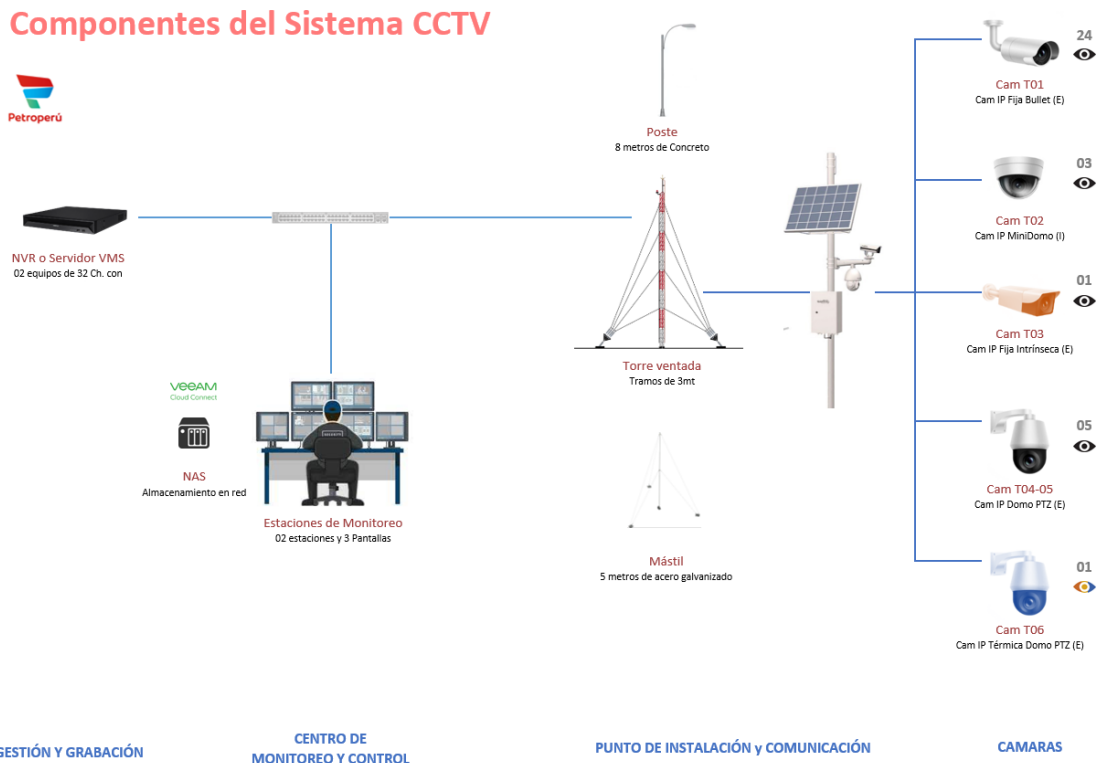 Componentes del Sistema CCTV
Petroperú
NVR o Servidor VMS
02 equipos de 32 Ch. con
veeAM
Cloud Connect
NAS
Almacenamiento en red
Estaciones de Monitoreo
02 estaciones y 3 Pantallas
Poste
8 metros de Concreto
Torre ventada
Tramos de 3mt
Mástil
5 metros de acero galvanizado
24
Cam T01
Cam IP Fija Bullet (E)
03
Cam T02
Cam IP MiniDomo (I)
01
Cam T03
Cam IP Fija Intrínseca (E)
05
Cam T04-05
Cam IP Domo PTZ (E)
01
Cam T06
Cam IP Térmica Domo PTZ (E)
GESTIÓN Y GRABACIÓN
CENTRO DE
MONITOREO Y CONTROL
PUNTO DE INSTALACIÓN y COMUNICACIÓN
CAMARAS